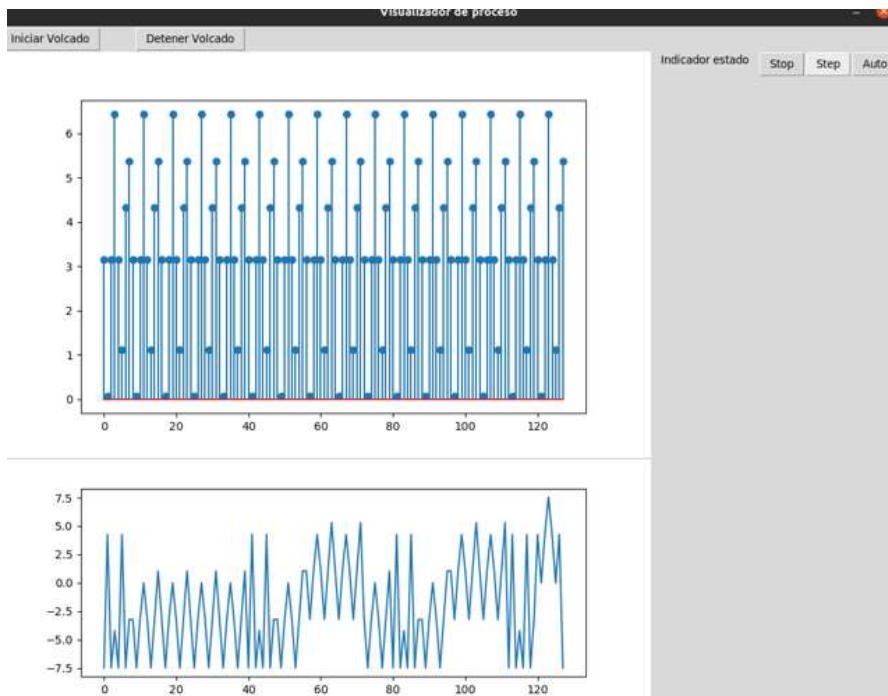 Visualizador de proceso
Iniciar Volcado Detener Volcado
Indicador estado Stop Step Auto
6
5
4
3
2
1
0
0 20 40 60 80 100 120
7.5
5.0
2.5
0.0
−2.5
−5.0
−7.5
0 20 40 60 80 100 120